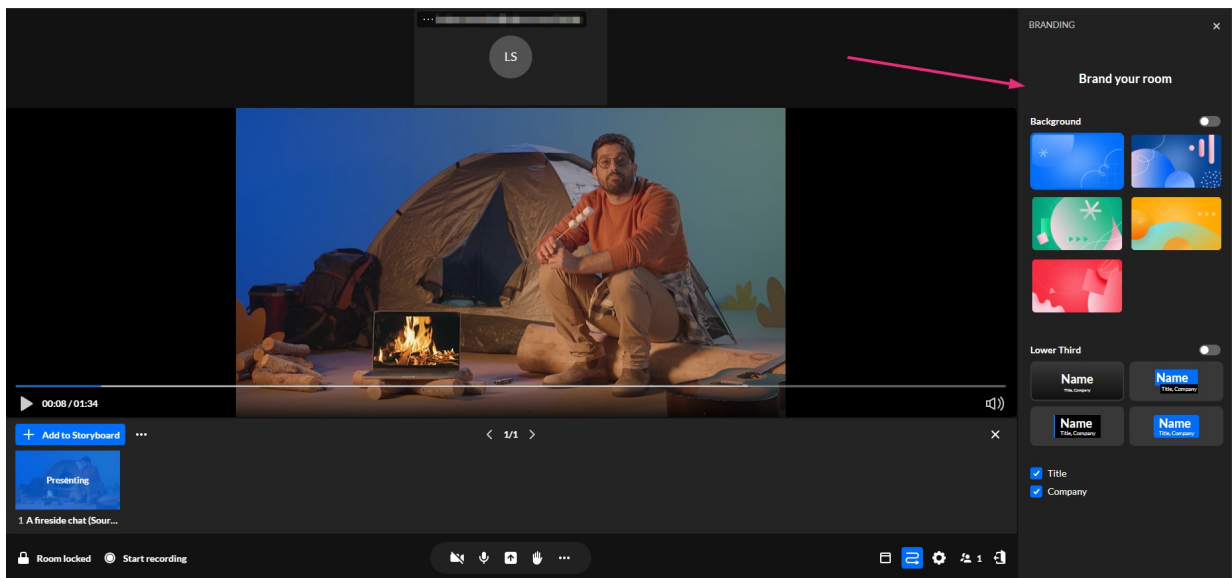 LS
BRANDING
Brand your room
Background
Lower Third
Name
Title, Company
Name
Title, Company
Name
Title, Company
Name
Title, Company
Title
Company
00:08 / 01:34
Add to Storyboard
1/1
Presenting
1 A fireside chat (Sour...
Room locked
Start recording
1